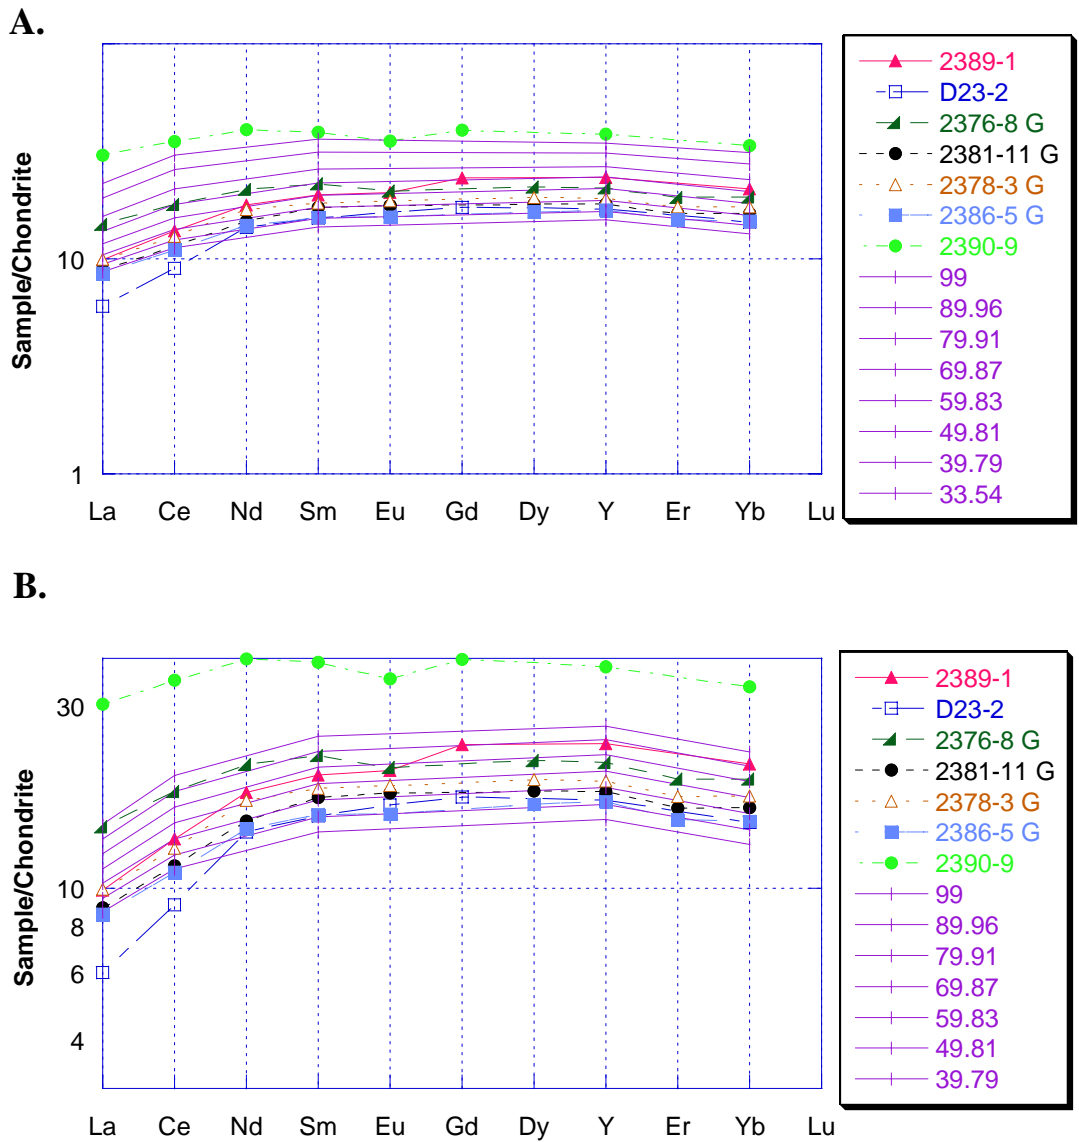 A.
Sample/Chondrite
10
1
La Ce Nd Sm Eu Gd Dy Y Er Yb Lu
2389-1
D23-2
2376-8 G
2381-11 G
2378-3 G
2386-5 G
2390-9
99
89.96
79.91
69.87
59.83
49.81
39.79
33.54
B.
Sample/Chondrite
30
10
8
6
4
La Ce Nd Sm Eu Gd Dy Y Er Yb Lu
2389-1
D23-2
2376-8 G
2381-11 G
2378-3 G
2386-5 G
2390-9
99
89.96
79.91
69.87
59.83
49.81
39.79